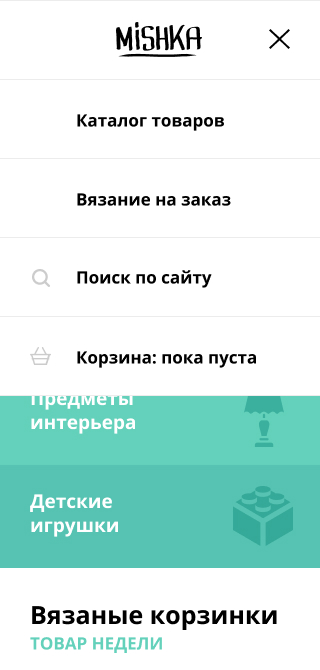 MiSHKA
Каталог товаров
Вязание на заказ
Поиск по сайту
Корзина: пока пуста
Предметы
интерьера
Детские
игрушки
Вязаные корзинки
ТОВАР НЕДЕЛИ